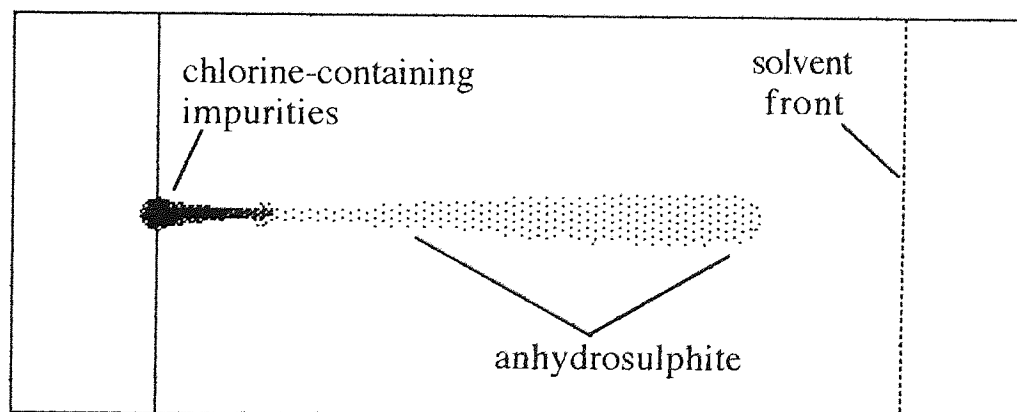 chlorine-containing
impurities
solvent
front
anhydrosulphite